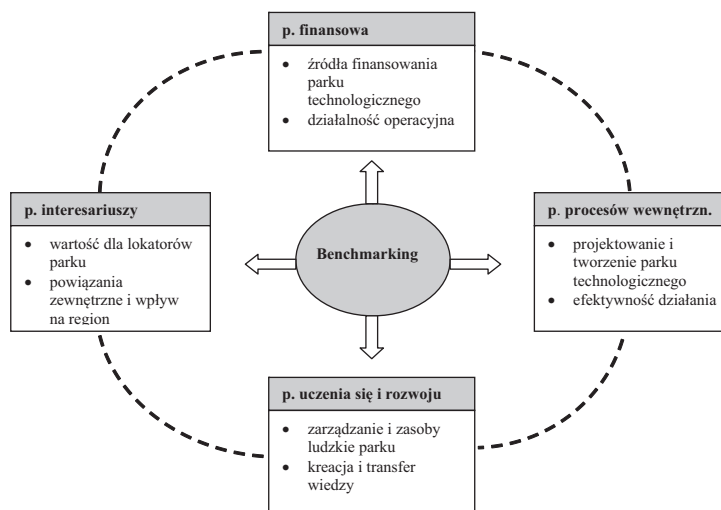 p. finansowa
• źródła finansowania
parku
technologicznego
• działalność operacyjna
p. interesariuszy
• wartość dla lokatorów
parku
• powiązania
zewnętrzne i wpływ
na region
Benchmarking
p. procesów wewnętrzn.
• projektowanie i
tworzenie parku
technologicznego
• efektywność działania
p. uczenia się i rozwoju
• zarządzanie i zasoby
ludzkie parku
• kreacja i transfer
wiedzy